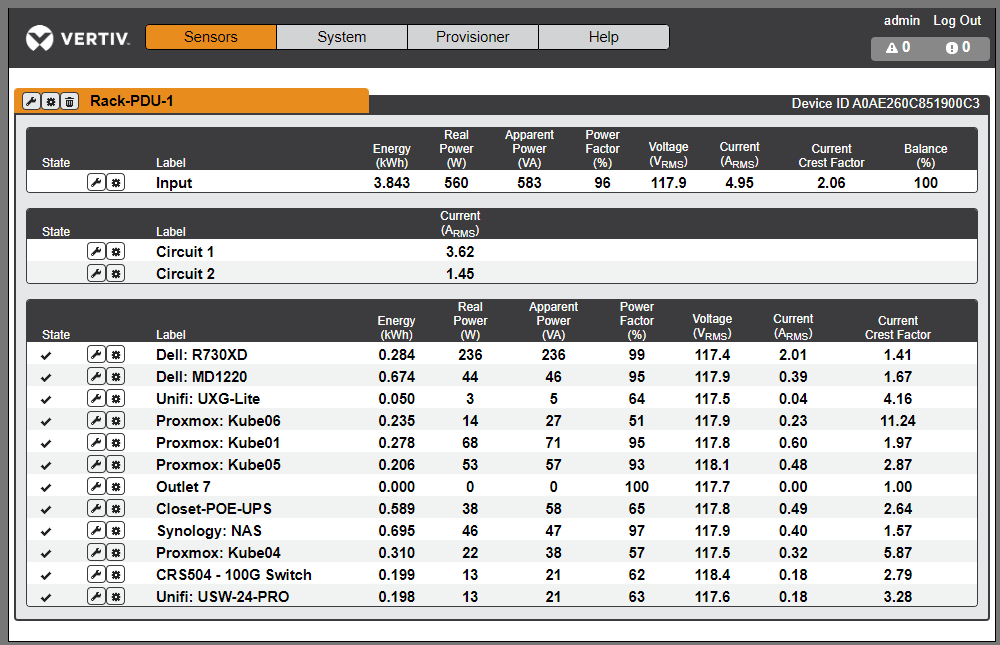 admin Log Out
VERTIV.
Sensors System Provisioner Help
0 0
Rack-PDU-1
Device ID A0AE260C851900C3
State Label Energy (kWh) Real Power (W) Apparent Power (VA) Power Factor (%) Voltage (VRMS) Current (ARMS) Current Crest Factor Balance (%)
Input 3.843 560 583 96 117.9 4.95 2.06 100
State Label Current (ARMS)
Circuit 1 3.62
Circuit 2 1.45
State Label Energy (kWh) Real Power (W) Apparent Power (VA) Power Factor (%) Voltage (VRMS) Current (ARMS) Current Crest Factor
Dell: R730XD 0.284 236 236 99 117.4 2.01 1.41
Dell: MD1220 0.674 44 46 95 117.9 0.39 1.67
Unifi: UXG-Lite 0.050 3 5 64 117.5 0.04 4.16
Proxmox: Kube06 0.235 14 27 51 117.9 0.23 11.24
Proxmox: Kube01 0.278 68 71 95 117.8 0.60 1.97
Proxmox: Kube05 0.206 53 57 93 118.1 0.48 2.87
Outlet 7 0.000 0 0 100 117.7 0.00 1.00
Closet-POE-UPS 0.589 38 58 65 117.8 0.49 2.64
Synology: NAS 0.695 46 47 97 117.9 0.40 1.57
Proxmox: Kube04 0.310 22 38 57 117.5 0.32 5.87
CRS504 - 100G Switch 0.199 13 21 62 118.4 0.18 2.79
Unifi: USW-24-PRO 0.198 13 21 63 117.6 0.18 3.28